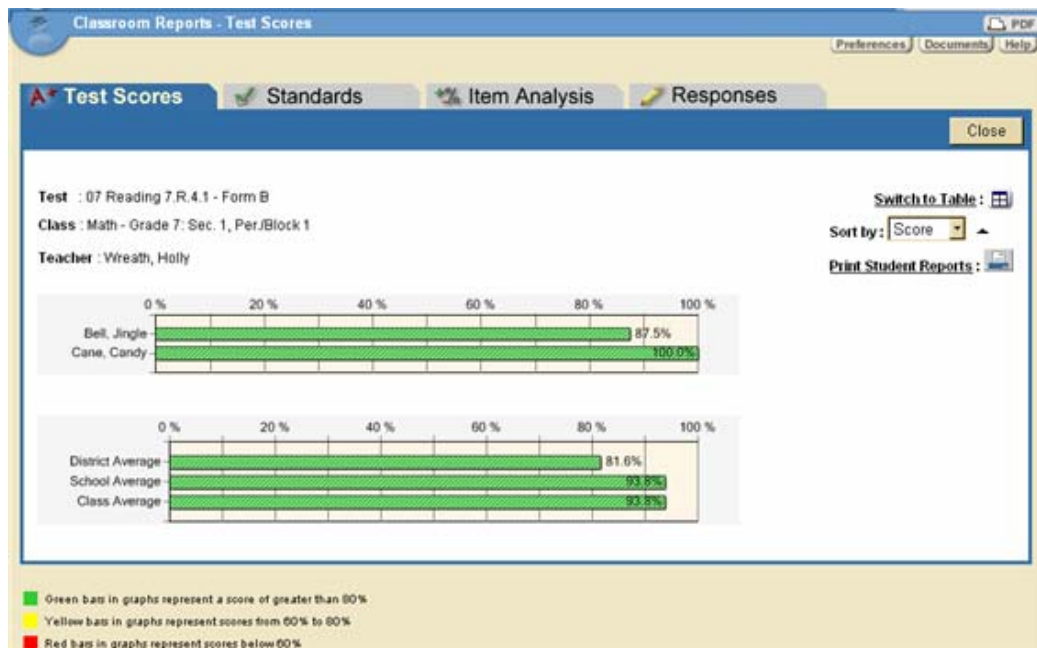 Classroom Reports - Test Scores
PDF
Preferences Documents Help
A+ Test Scores Standards Item Analysis Responses
Close
Test : 07 Reading 7.R.4.1 - Form B
Switch to Table :
Class : Math - Grade 7: Sec. 1, Per./Block 1
Sort by : Score
Teacher : Wreath, Holly
Print Student Reports :
0 % 20 % 40 % 60 % 80 % 100 %
Bell, Jingle 87.5%
Cane, Candy 100.0%
0 % 20 % 40 % 60 % 80 % 100 %
District Average 81.6%
School Average 93.8%
Class Average 93.8%
Green bars in graphs represent a score of greater than 80%
Yellow bars in graphs represent scores from 60% to 80%
Red bars in graphs represent scores below 60%